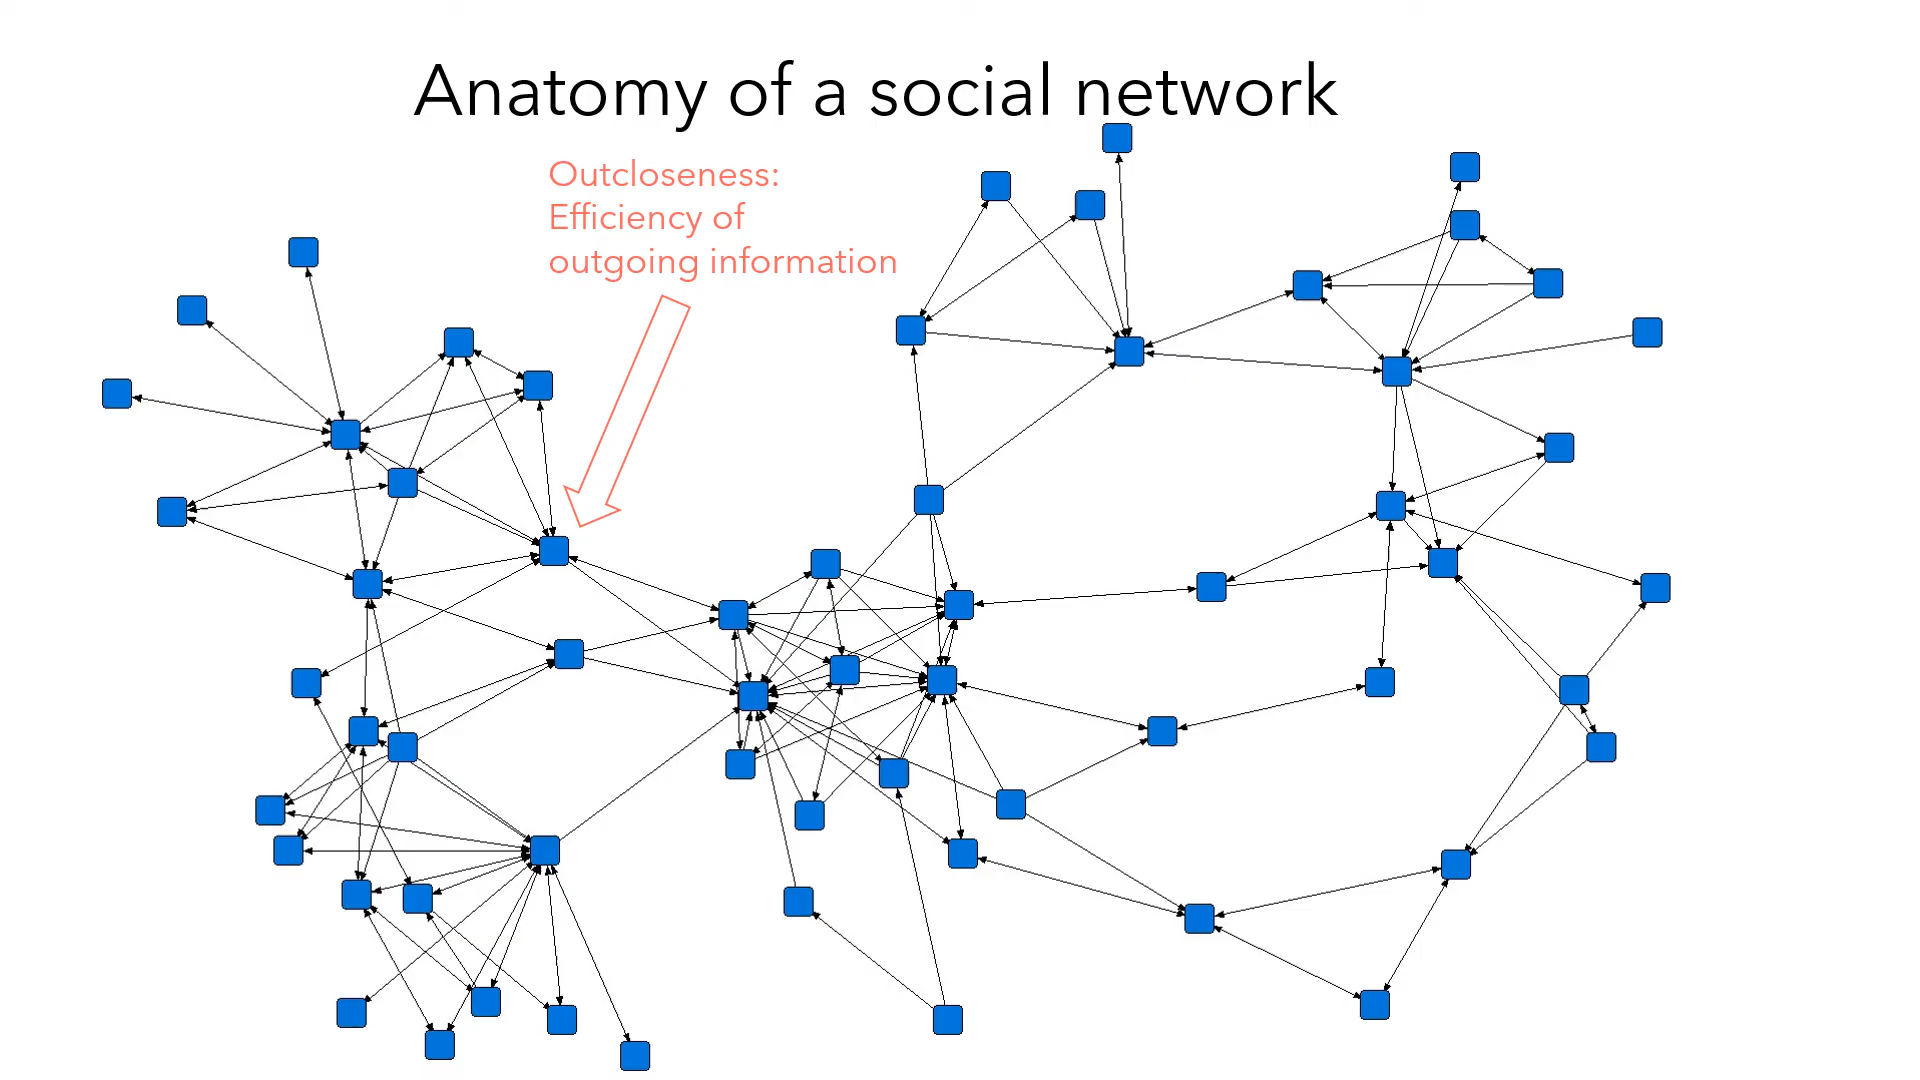 Anatomy of a social network
Outcloseness:
Efficiency of
outgoing information